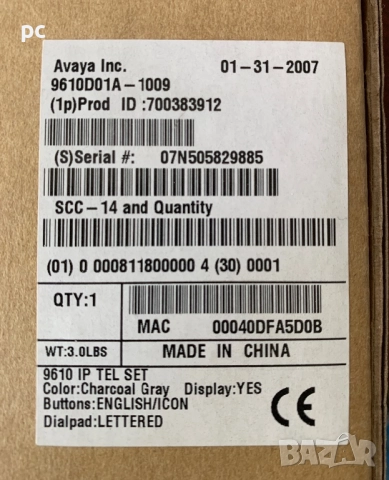 pc
Avaya Inc. 01-31-2007
9610D01A-1009
(1p)Prod ID :700383912
(S)Serial #: 07N505829885
SCC-14 and Quantity
(01) 0 0000811800000 4 (30) 0001
QTY:1
MAC 00040DFA5D0B
WT:3.0LBS MADE IN CHINA
9610 IP TEL SET
Color:Charcoal Gray Display:YES
Buttons:ENGLISH/ICON
Dialpad:LETTERED
CE
BAZAR